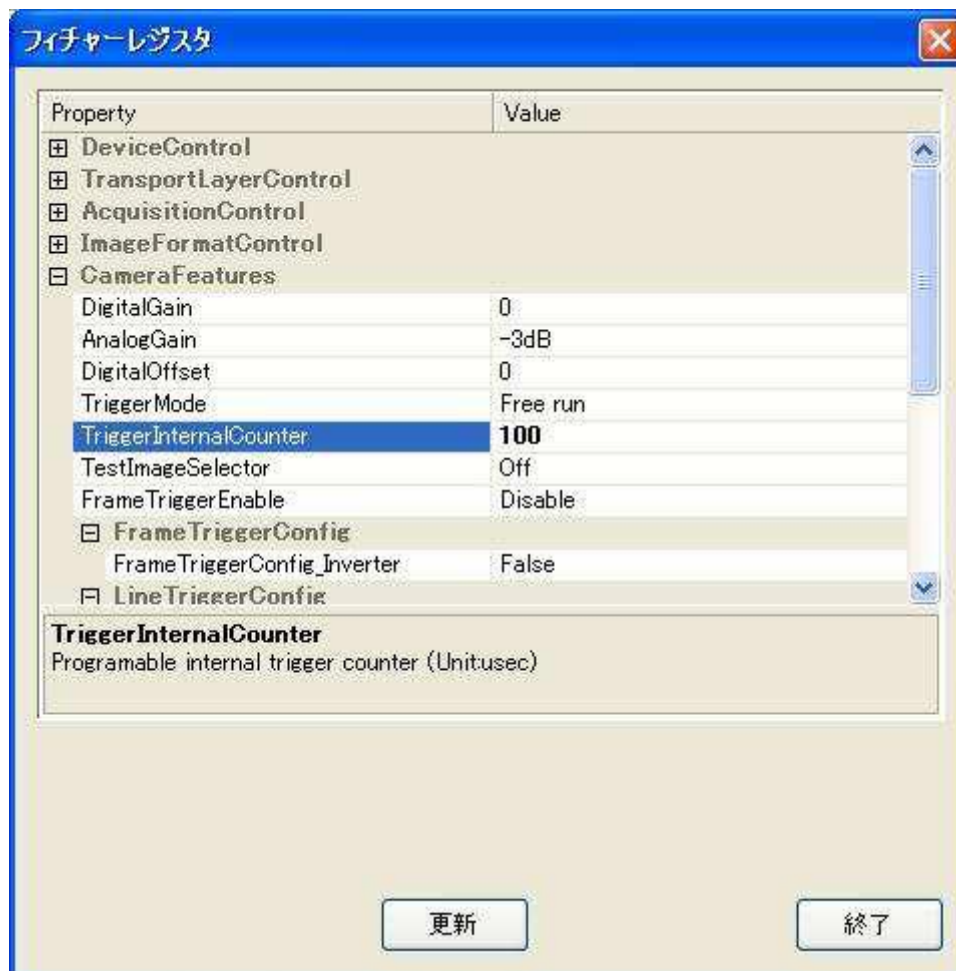 フィチャーレジスタ
Property Value
DeviceControl
TransportLayerControl
AcquisitionControl
ImageFormatControl
CameraFeatures
DigitalGain 0
AnalogGain -3dB
DigitalOffset 0
TriggerMode Free run
TriggerInternalCounter 100
TestImageSelector Off
FrameTriggerEnable Disable
FrameTriggerConfig
FrameTriggerConfig_Inverter False
LineTriggerConfig
TriggerInternalCounter
Programable internal trigger counter (Unit:usec)
更新 終了